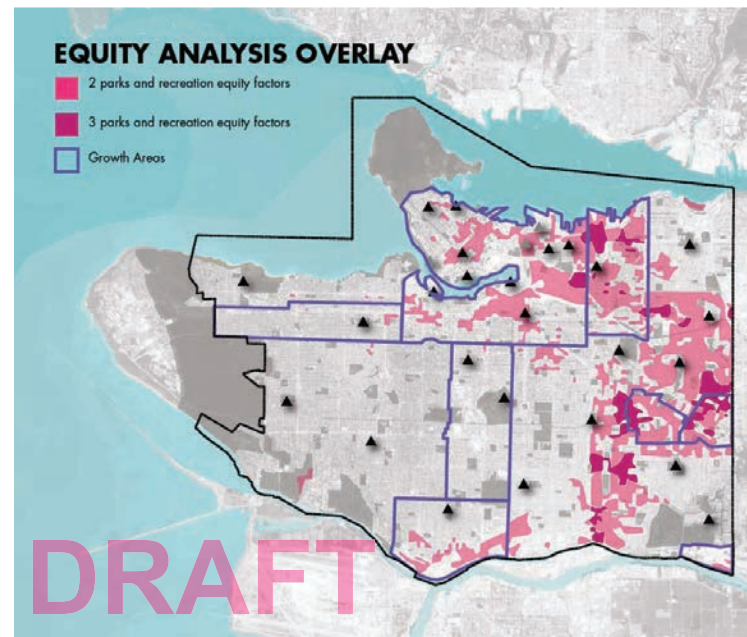 EQUITY ANALYSIS OVERLAY
2 parks and recreation equity factors
3 parks and recreation equity factors
Growth Areas
DRAFT